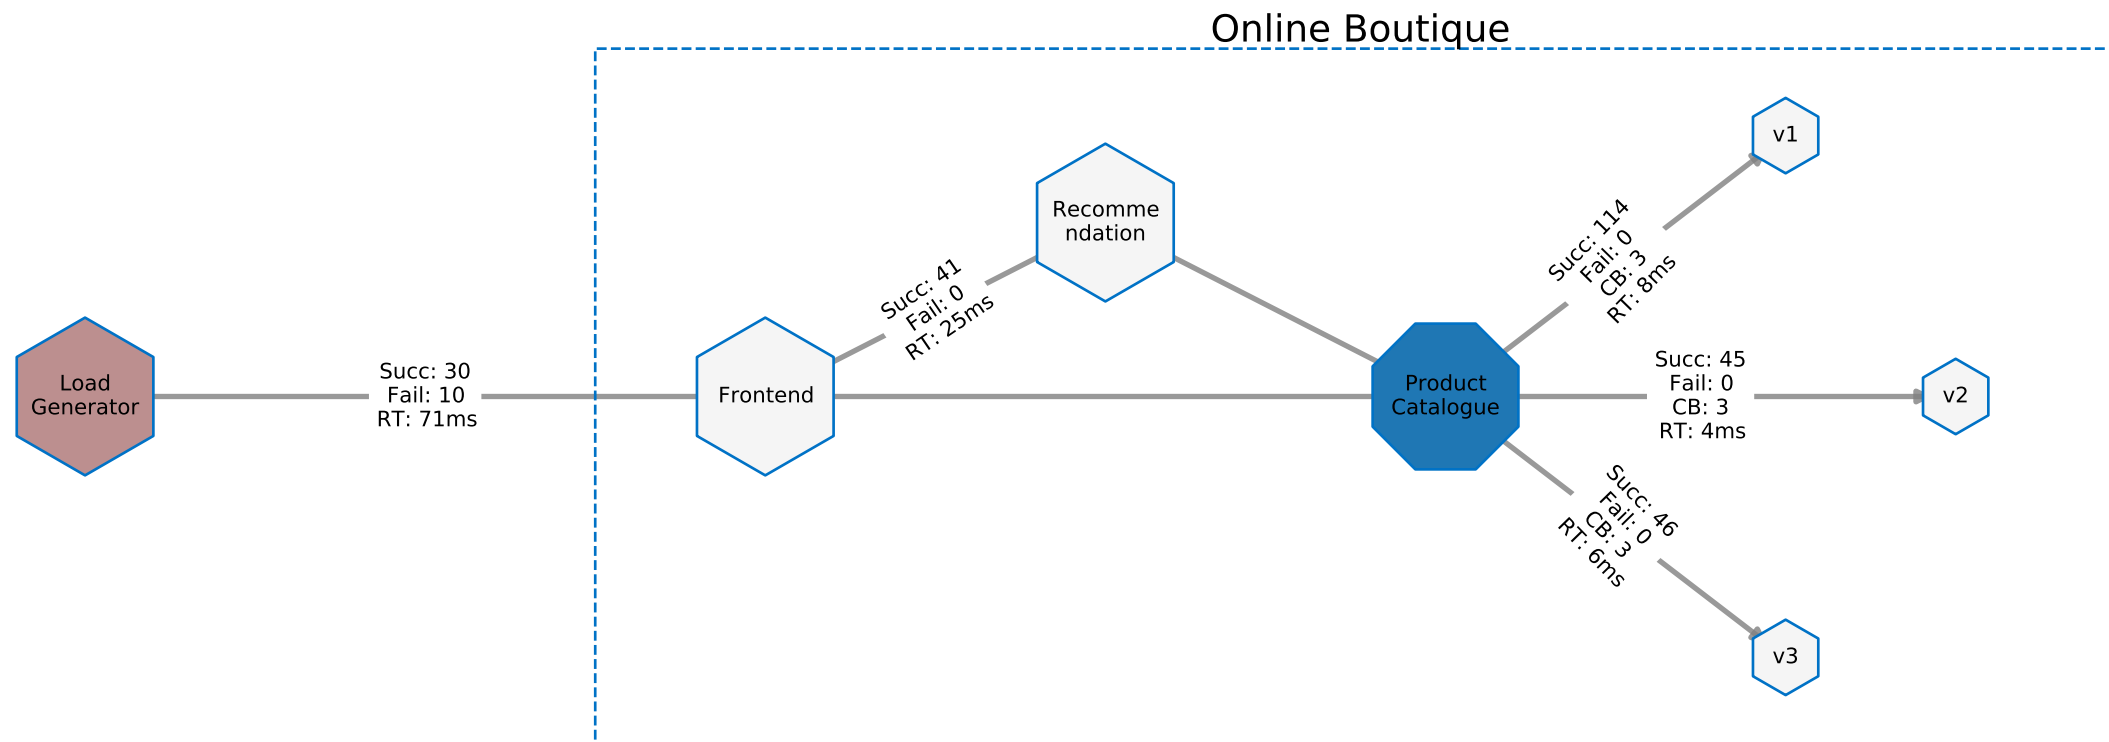 Online Boutique
Load
Generator
Succ: 30
Fail: 10
RT: 71ms
Frontend
Succ: 41
Fail: 0
RT: 25ms
Recomme
ndation
Product
Catalogue
Succ: 114
Fail: 0
CB: 3
RT: 8ms
v1
Succ: 45
Fail: 0
CB: 3
RT: 4ms
v2
Succ: 46
Fail: 0
CB: 3
RT: 6ms
v3